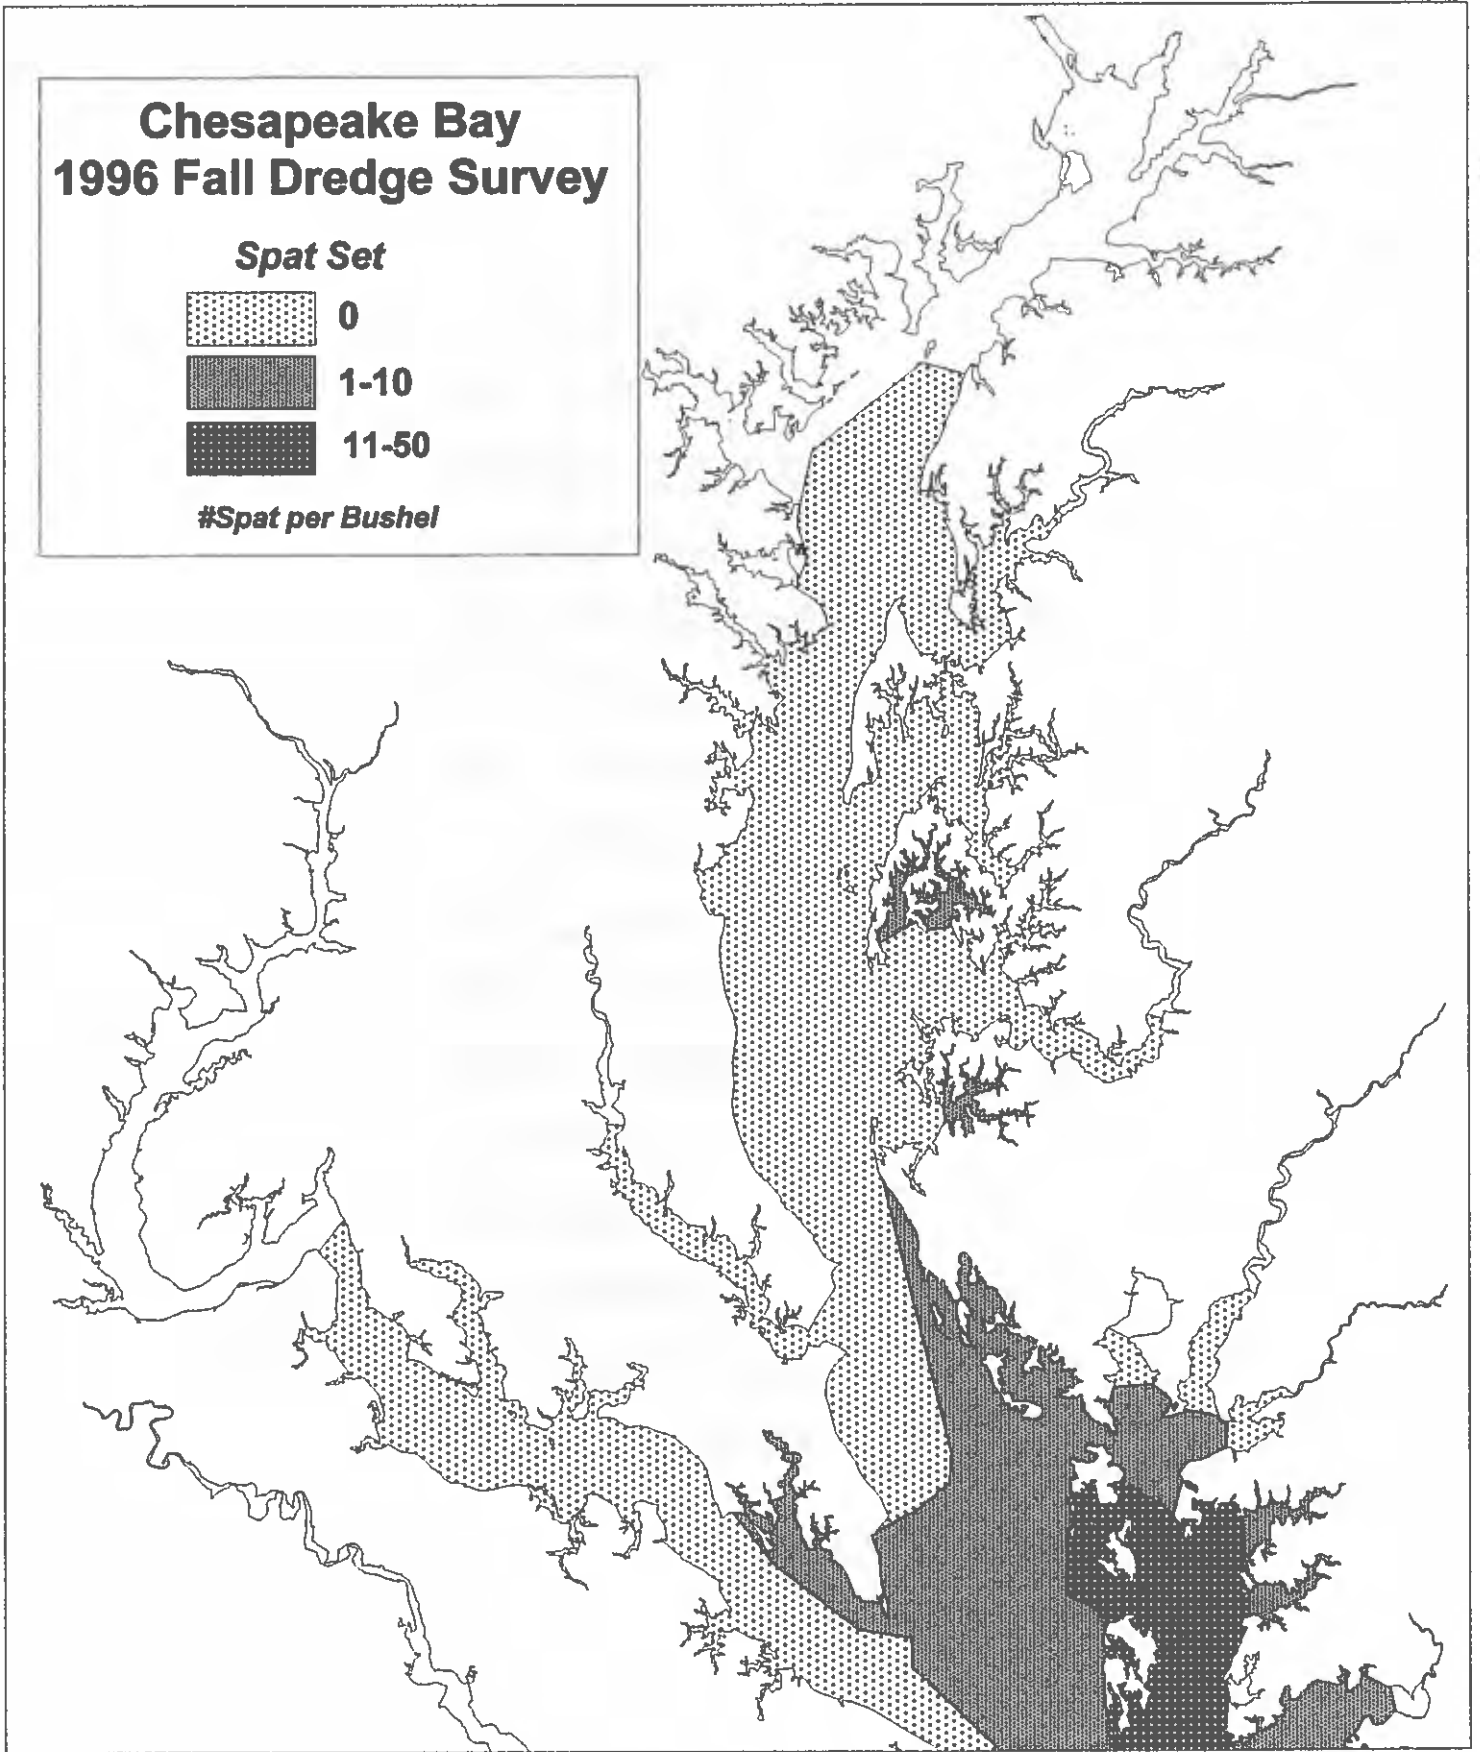 Chesapeake Bay
1996 Fall Dredge Survey
Spat Set
0
1-10
11-50
#Spat per Bushel